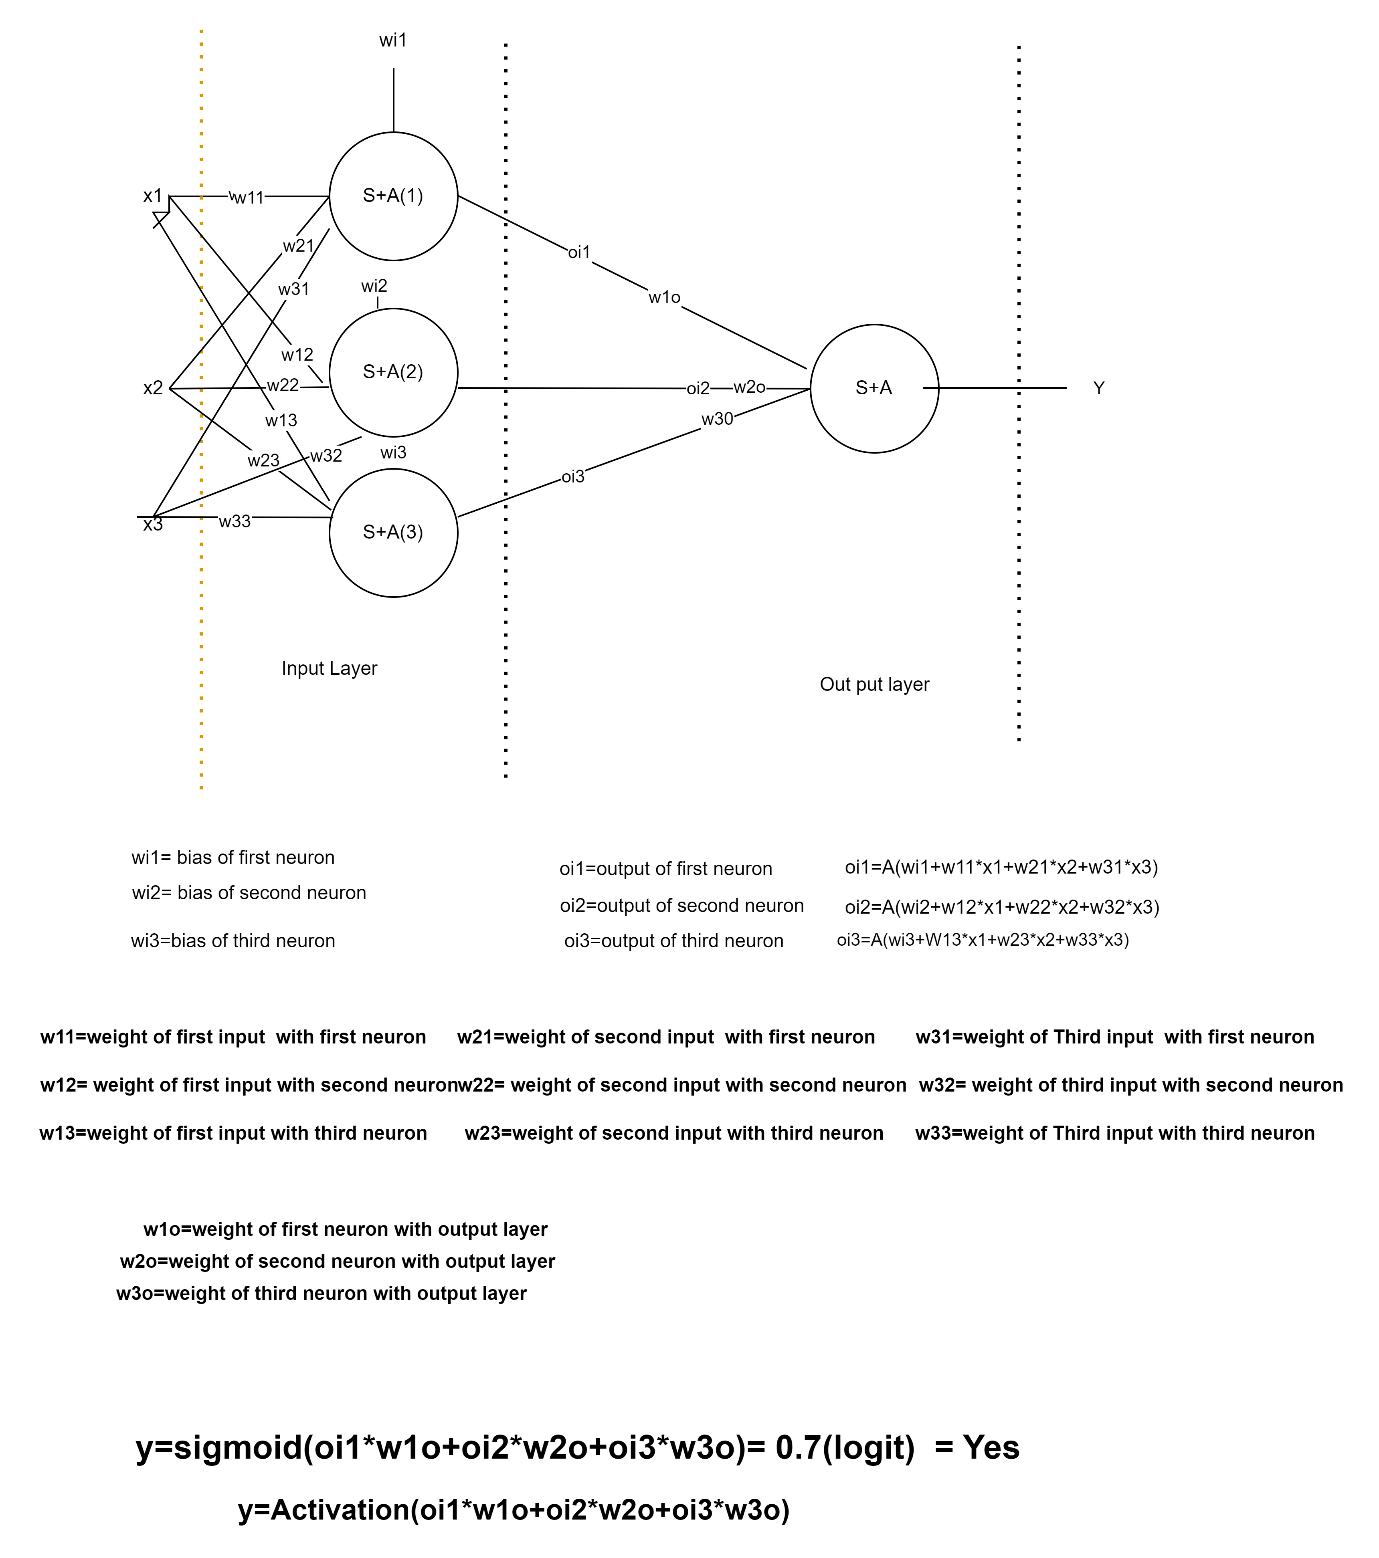 wi1
x1
w11
S+A(1)
w21
oi1
w31
wi2
w1o
w12
S+A(2)
x2
w22
oi2
w2o
S+A
Y
w13
w30
w23
w32
wi3
oi3
x3
w33
S+A(3)
Input Layer
Out put layer
wi1= bias of first neuron
oi1=output of first neuron
oi1=A(wi1+w11*x1+w21*x2+w31*x3)
wi2= bias of second neuron
oi2=output of second neuron
oi2=A(wi2+w12*x1+w22*x2+w32*x3)
wi3=bias of third neuron
oi3=output of third neuron
oi3=A(wi3+W13*x1+w23*x2+w33*x3)
w11=weight of first input  with first neuron
w21=weight of second input  with first neuron
w31=weight of Third input  with first neuron
w12= weight of first input with second neuron
w22= weight of second input with second neuron
w32= weight of third input with second neuron
w13=weight of first input with third neuron
w23=weight of second input with third neuron
w33=weight of Third input with third neuron
w1o=weight of first neuron with output layer
w2o=weight of second neuron with output layer
w3o=weight of third neuron with output layer
y=sigmoid(oi1*w1o+oi2*w2o+oi3*w3o)= 0.7(logit)  = Yes
y=Activation(oi1*w1o+oi2*w2o+oi3*w3o)